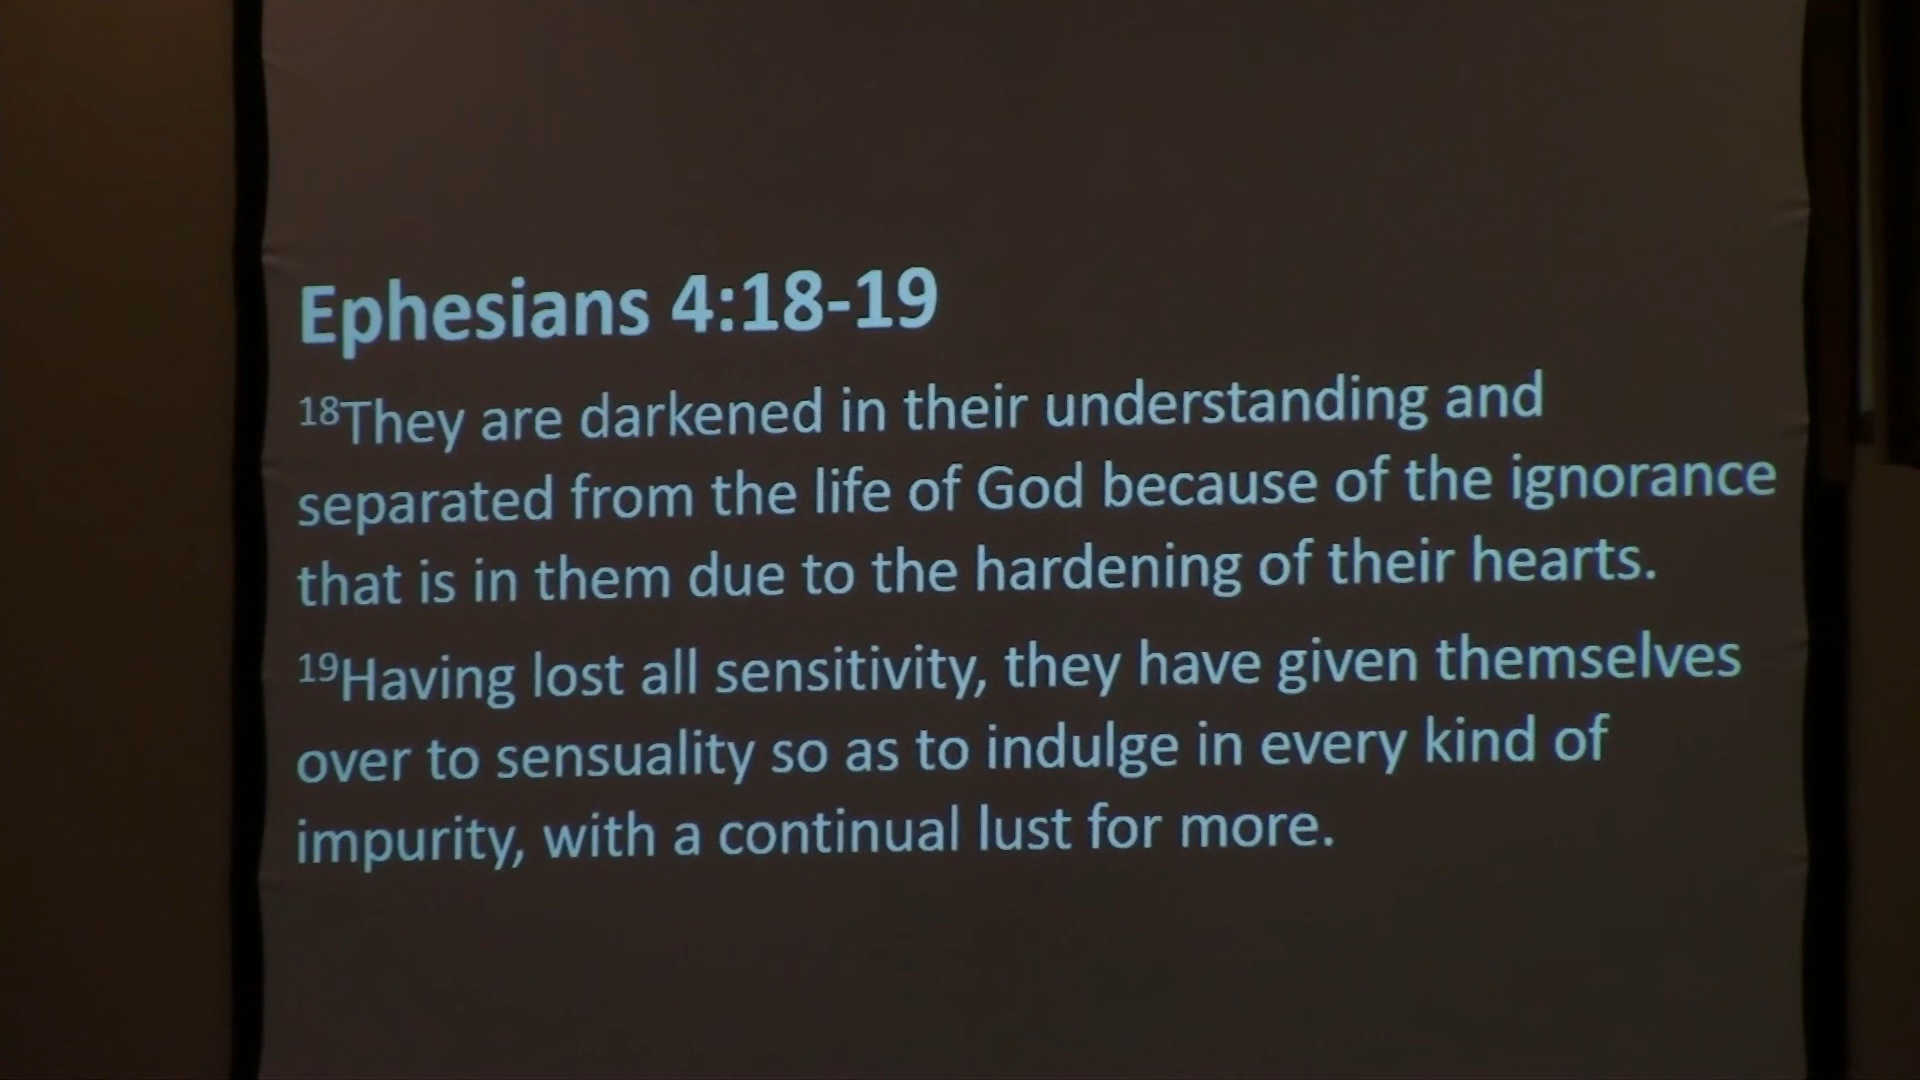 Ephesians 4:18-19
18They are darkened in their understanding and
separated from the life of God because of the ignorance
that is in them due to the hardening of their hearts.
19Having lost all sensitivity, they have given themselves
over to sensuality so as to indulge in every kind of
impurity, with a continual lust for more.